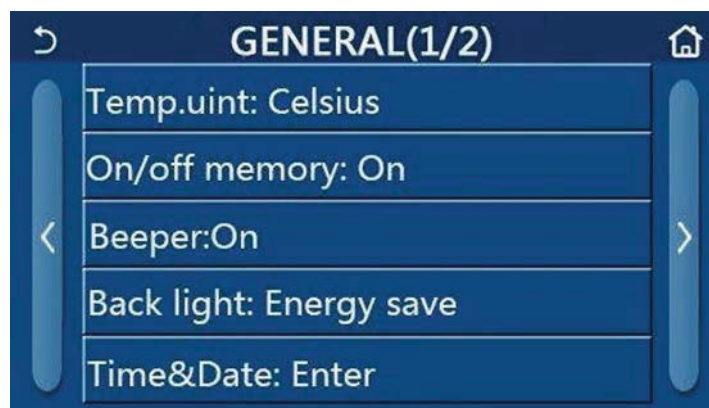 GENERAL(1/2)
Temp.uint: Celsius
On/off memory: On
Beeper:On
Back light: Energy save
Time&Date: Enter